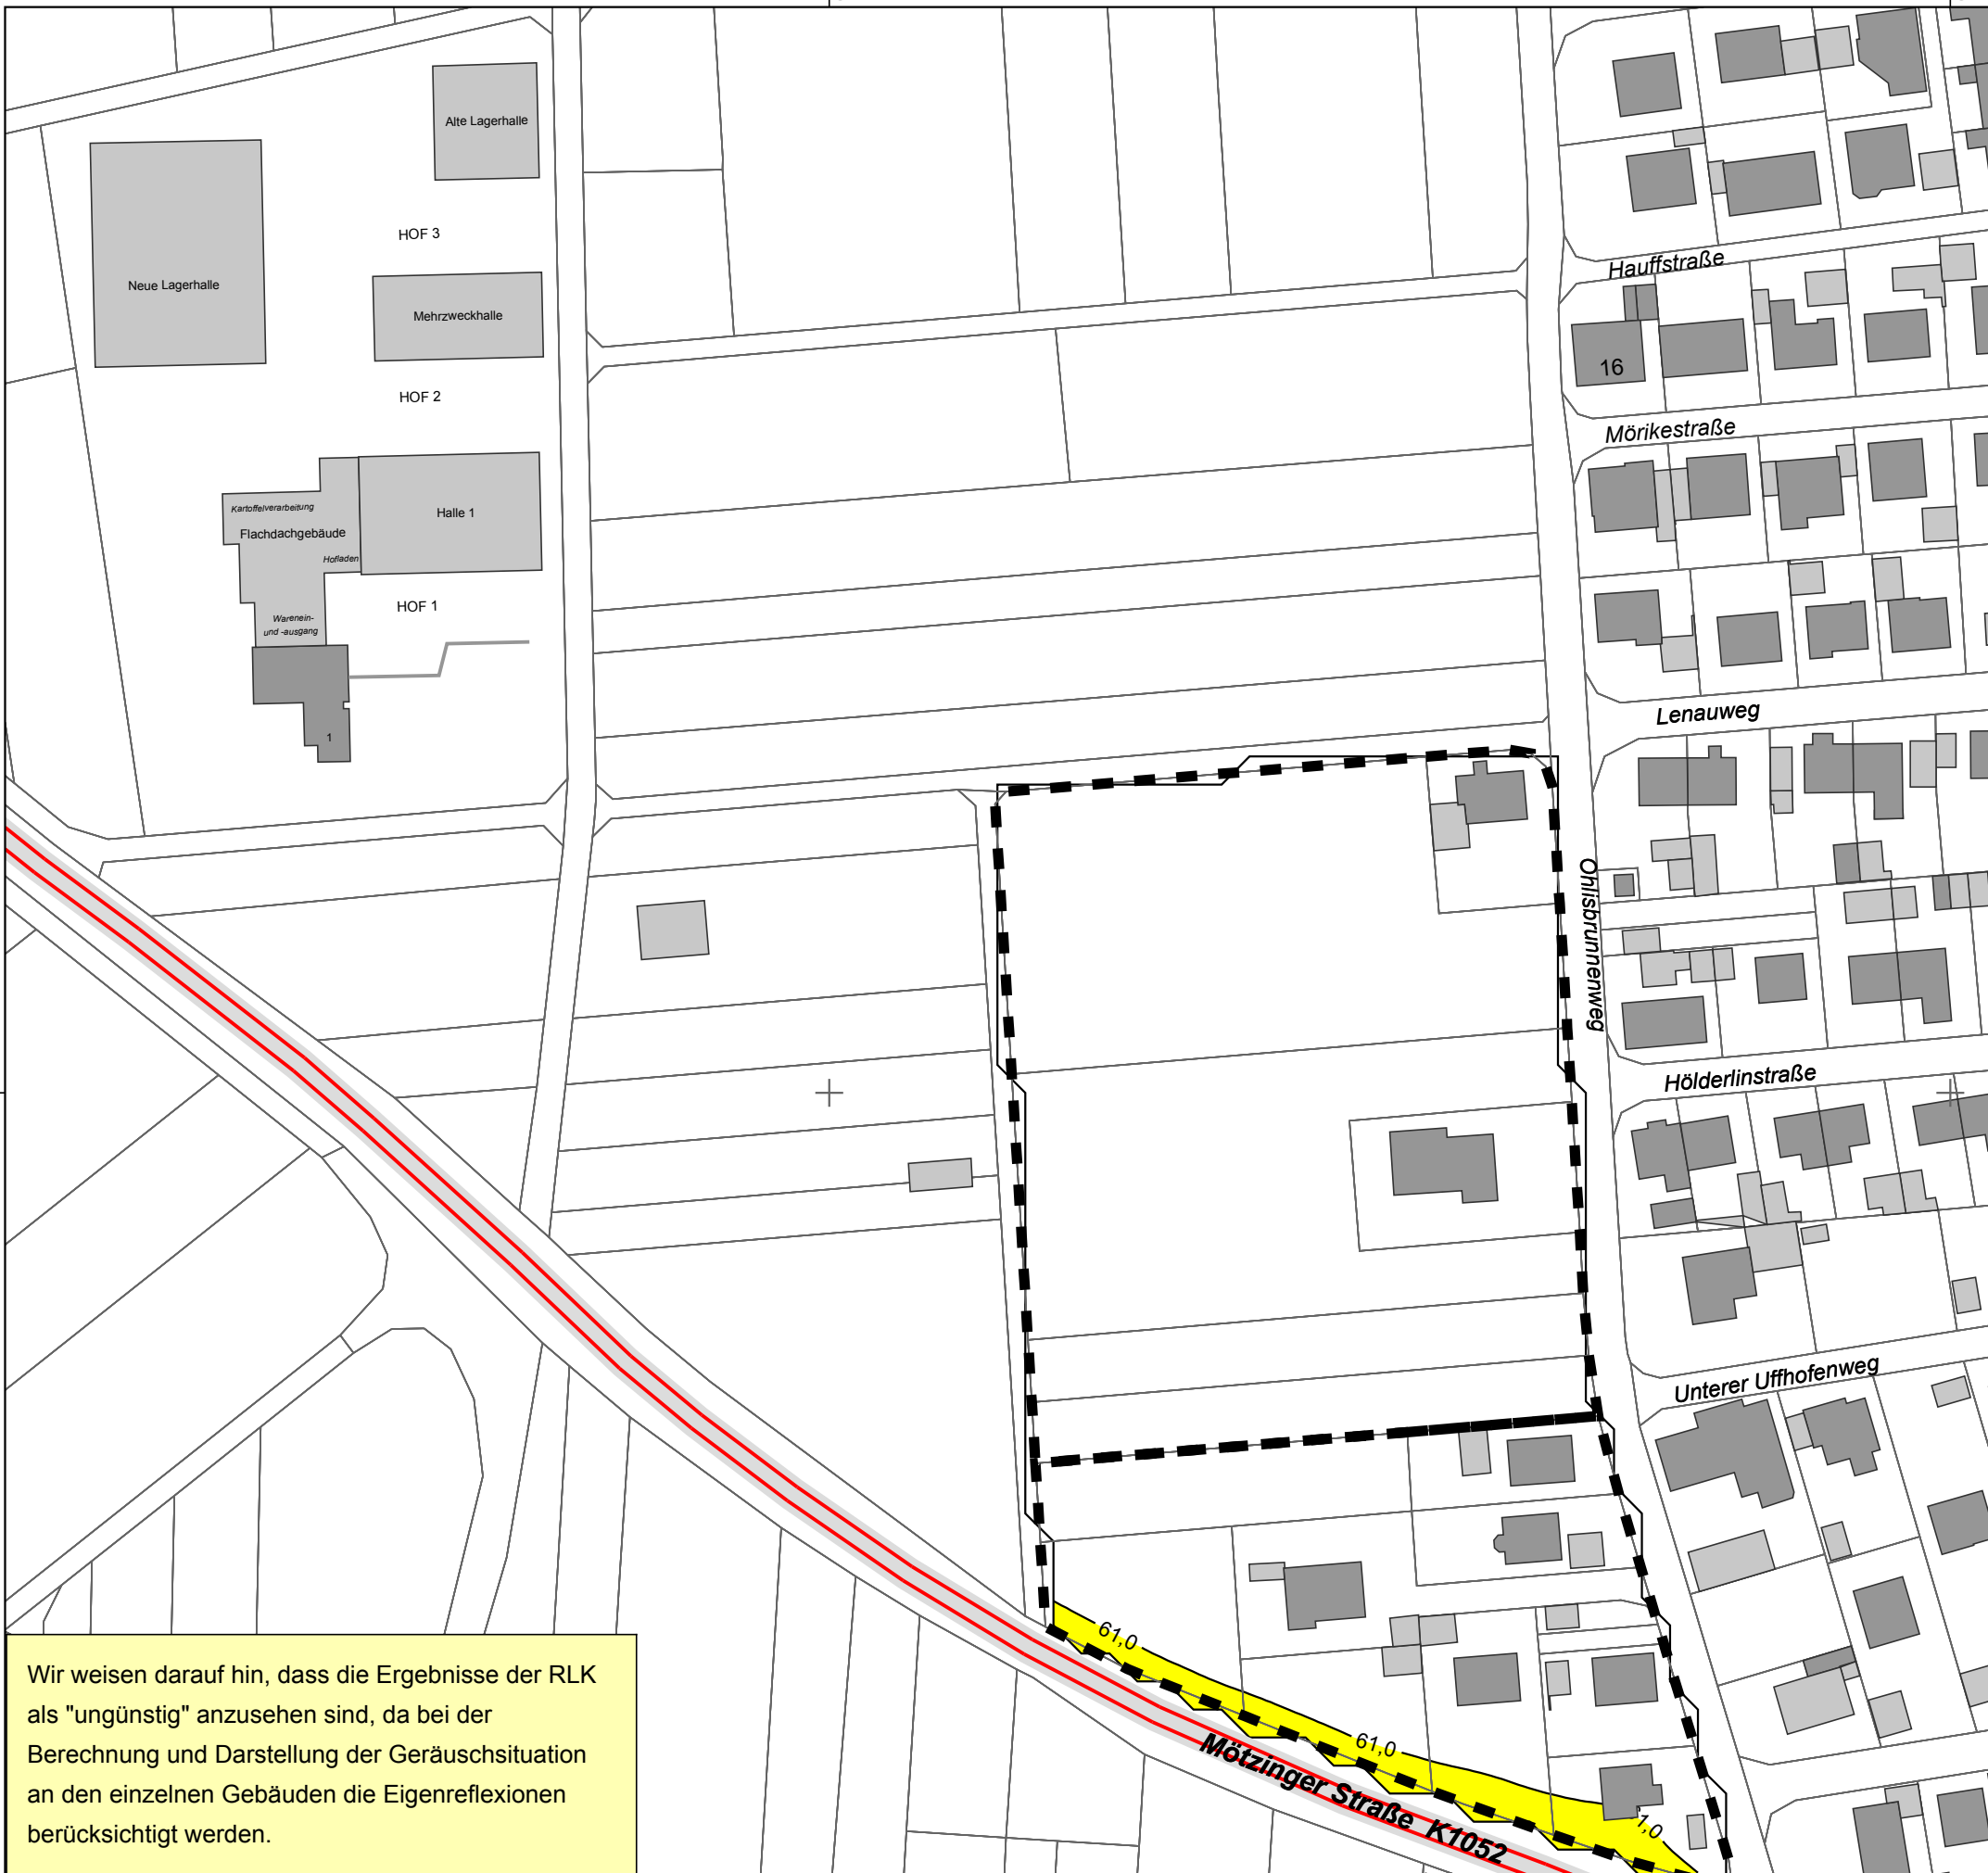 Alte Lagerhalle
HOF 3
Neue Lagerhalle
Mehrzweckhalle
HOF 2
Kartoffelverarbeitung
Flachdachgebäude
Halle 1
Hofladen
HOF 1
Warenein-
und -ausgang
1
Hauffstraße
16
Mörikestraße
Lenauweg
Ohlisbrunnenweg
Hölderlinstraße
Unterer Uffhofenweg
61,0
61,0
1,0
Mötzinger Straße K1052
Wir weisen darauf hin, dass die Ergebnisse der RLK
als "ungünstig" anzusehen sind, da bei der
Berechnung und Darstellung der Geräuschsituation
an den einzelnen Gebäuden die Eigenreflexionen
berücksichtigt werden.